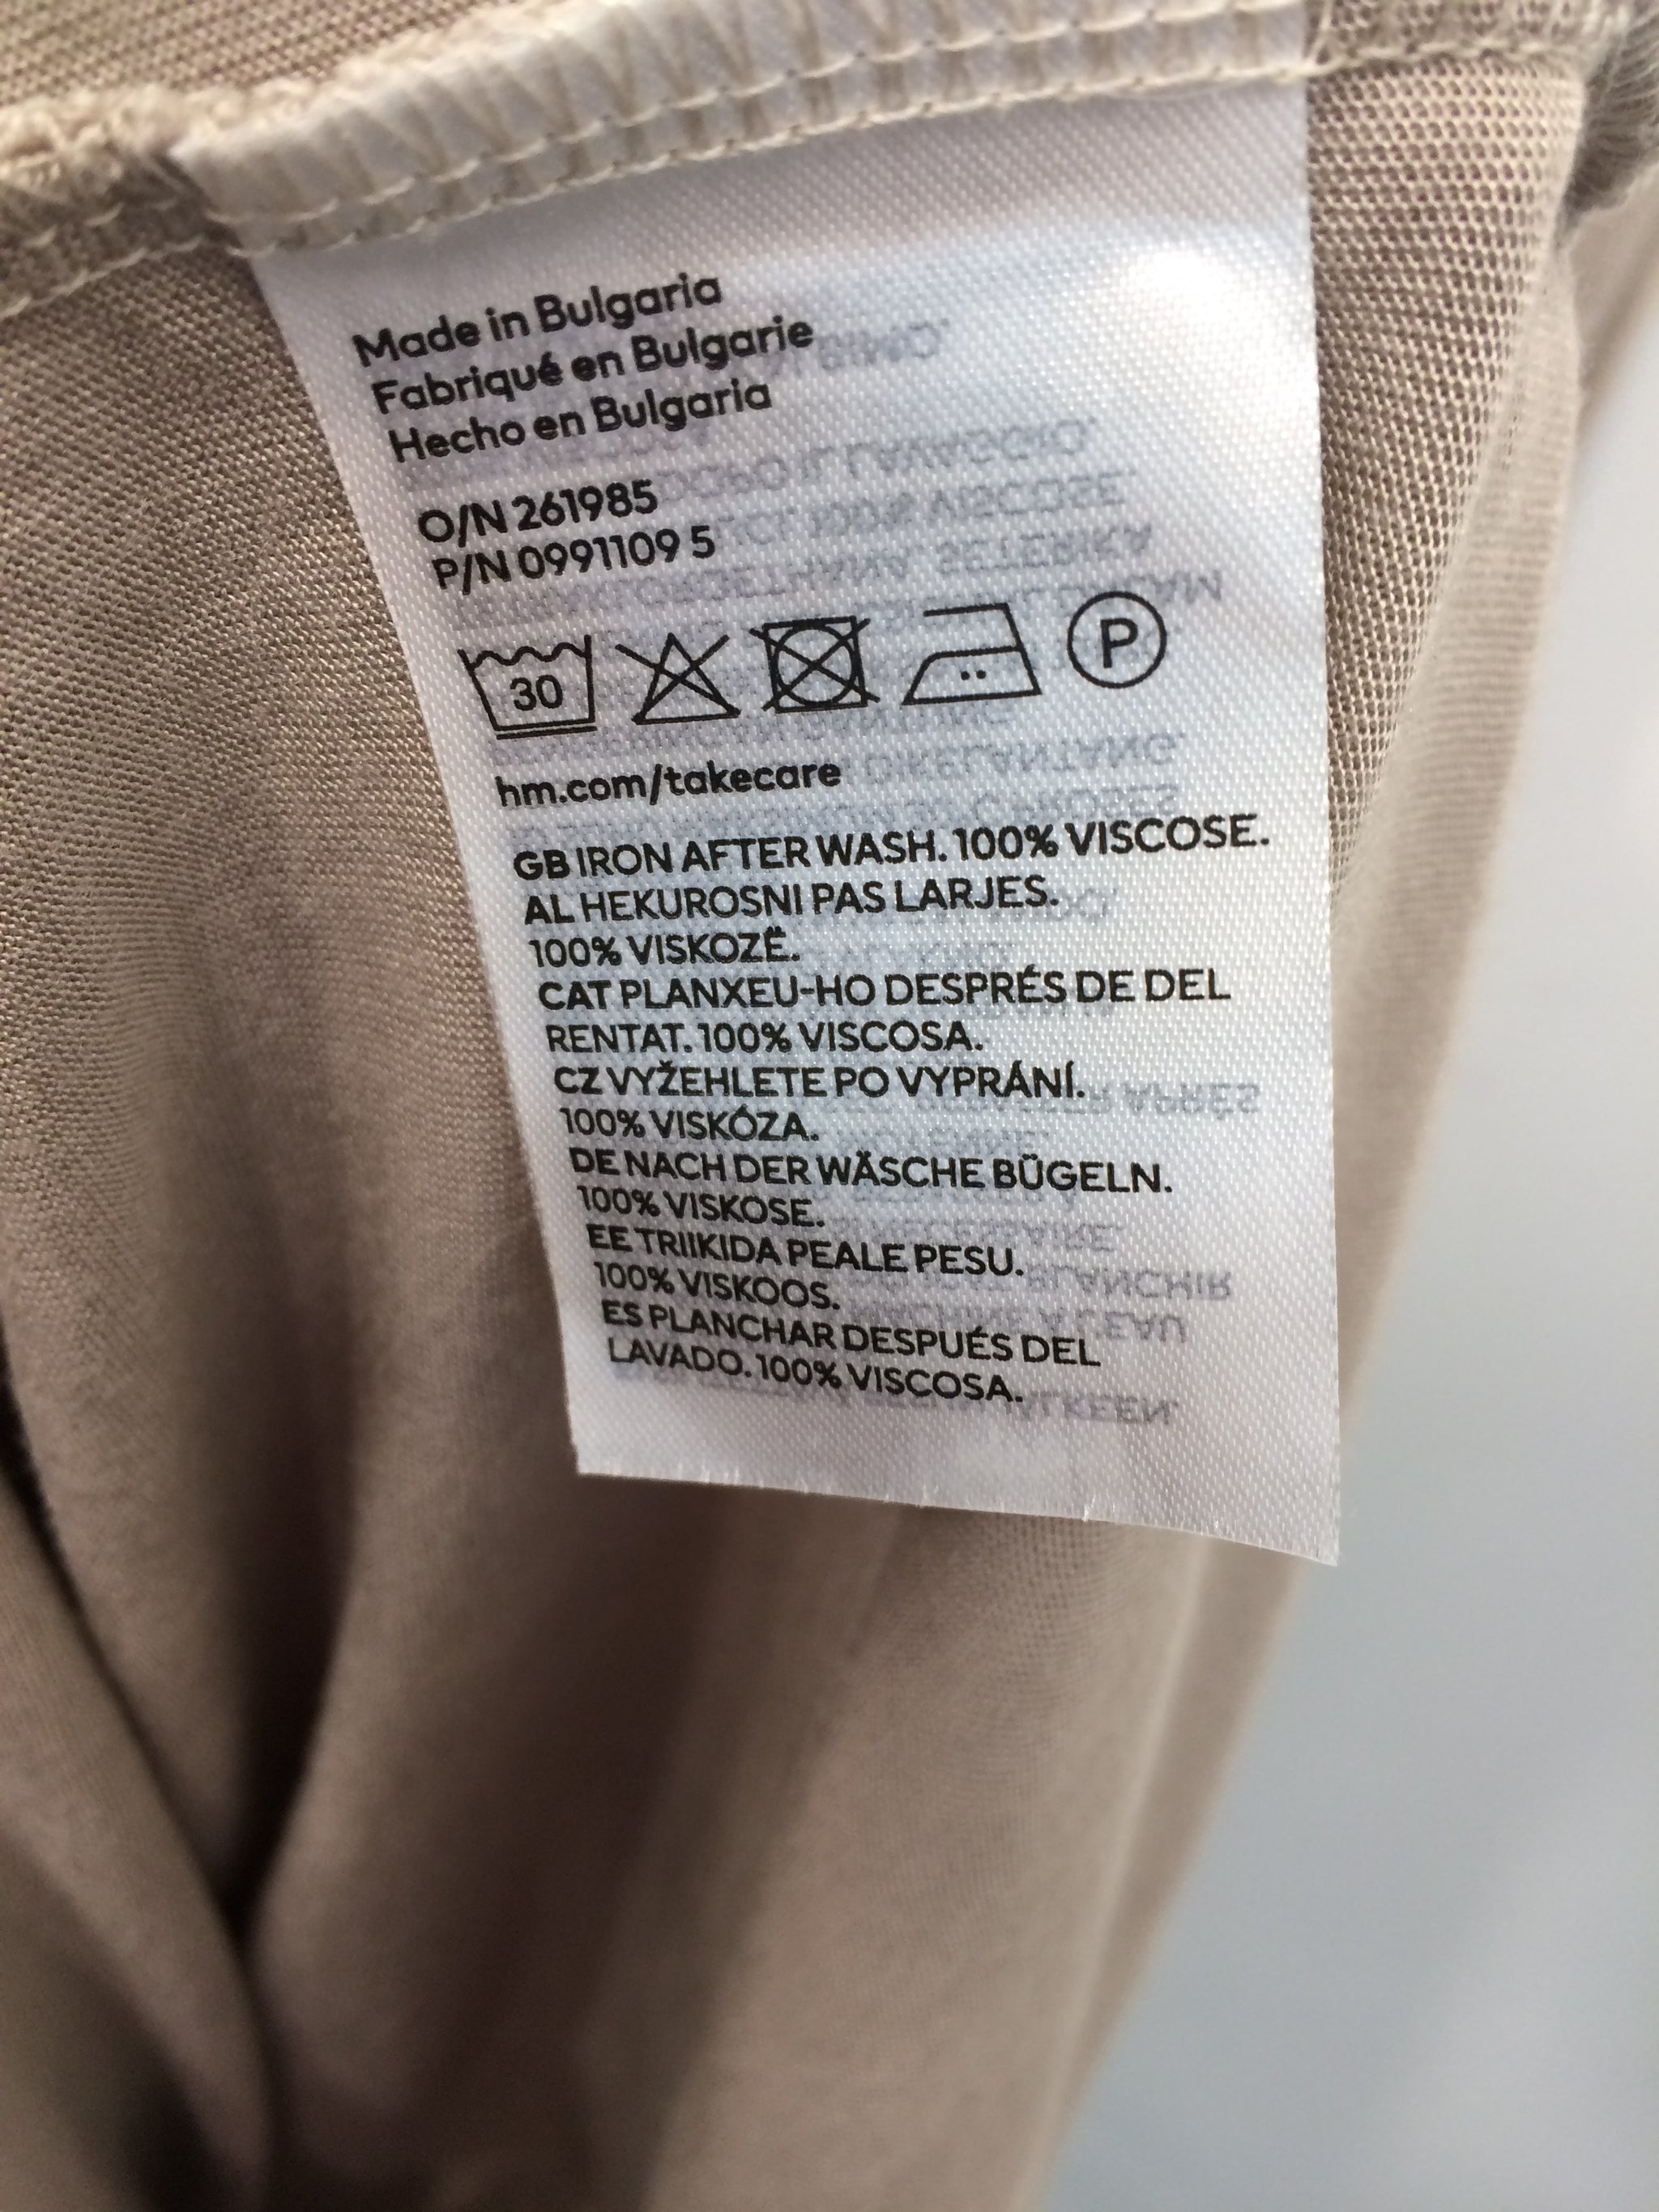 Made in Bulgaria
Fabriqué en Bulgarie
Hecho en Bulgaria
O/N 261985
P/N 0991109 5
30
P
hm.com/takecare
GB IRON AFTER WASH. 100% VISCOSE.
AL HEKUROSNI PAS LARJES.
100% VISKOZË.
CAT PLANXEU-HO DESPRÉS DE DEL
RENTAT. 100% VISCOSA.
CZ VYŽEHLETE PO VYPRÁNÍ.
100% VISKÓZA.
DE NACH DER WÄSCHE BÜGELN.
100% VISKOSE.
EE TRIIKIDA PEALE PESU.
100% VISKOOS.
ES PLANCHAR DESPUÉS DEL
LAVADO. 100% VISCOSA.